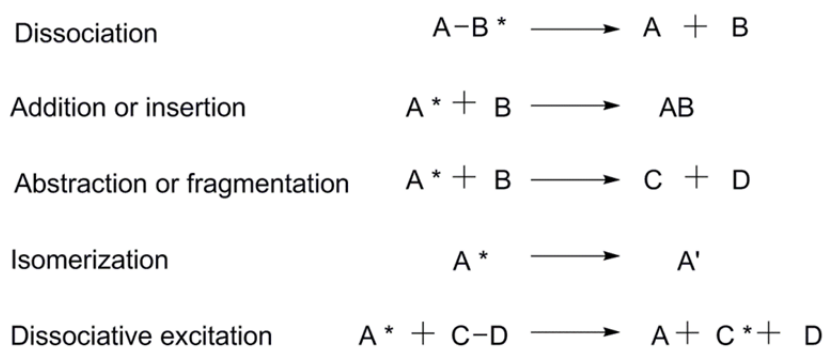 Dissociation A–B * ⟶ A + B
Addition or insertion A * + B ⟶ AB
Abstraction or fragmentation A * + B ⟶ C + D
Isomerization A * ⟶ A'
Dissociative excitation A * + C–D ⟶ A + C * + D